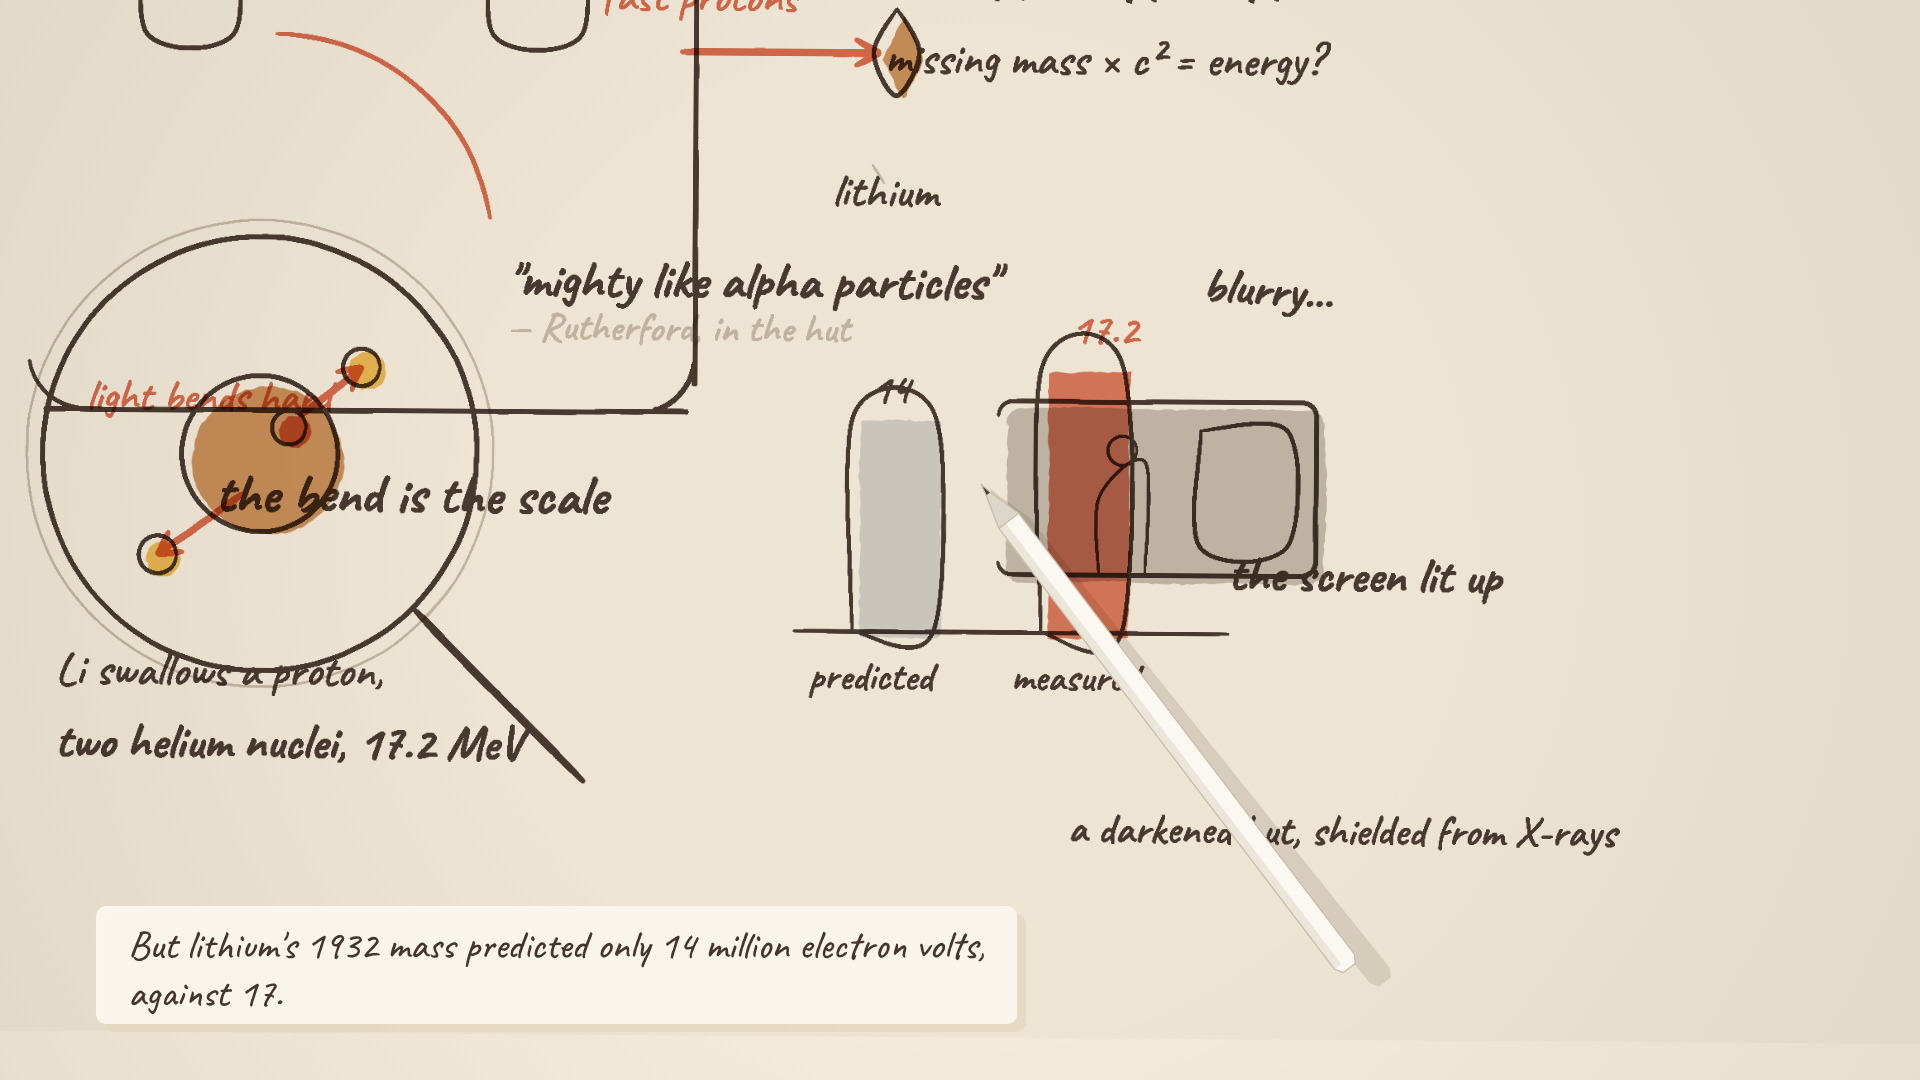 fast protons
missing mass × c² = energy?
lithium
"mighty like alpha particles"
— Rutherford, in the hut
blurry...
17.2
14
light bends hard
the bend is the scale
the screen lit up
Li swallows a proton,
predicted
two helium nuclei, 17.2 MeV
a darkened hut, shielded from X-rays
But lithium's 1932 mass predicted only 14 million electron volts,
against 17.